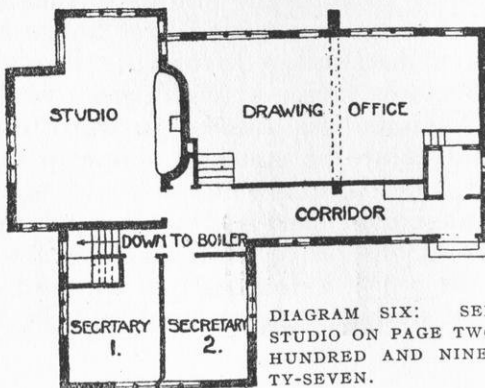 STUDIO
DRAWING OFFICE
CORRIDOR
DOWN TO BOILER
SECRTARY
1.
SECRETARY
2.
DIAGRAM SIX: SEE
STUDIO ON PAGE TWO
HUNDRED AND NINE-
TY-SEVEN.